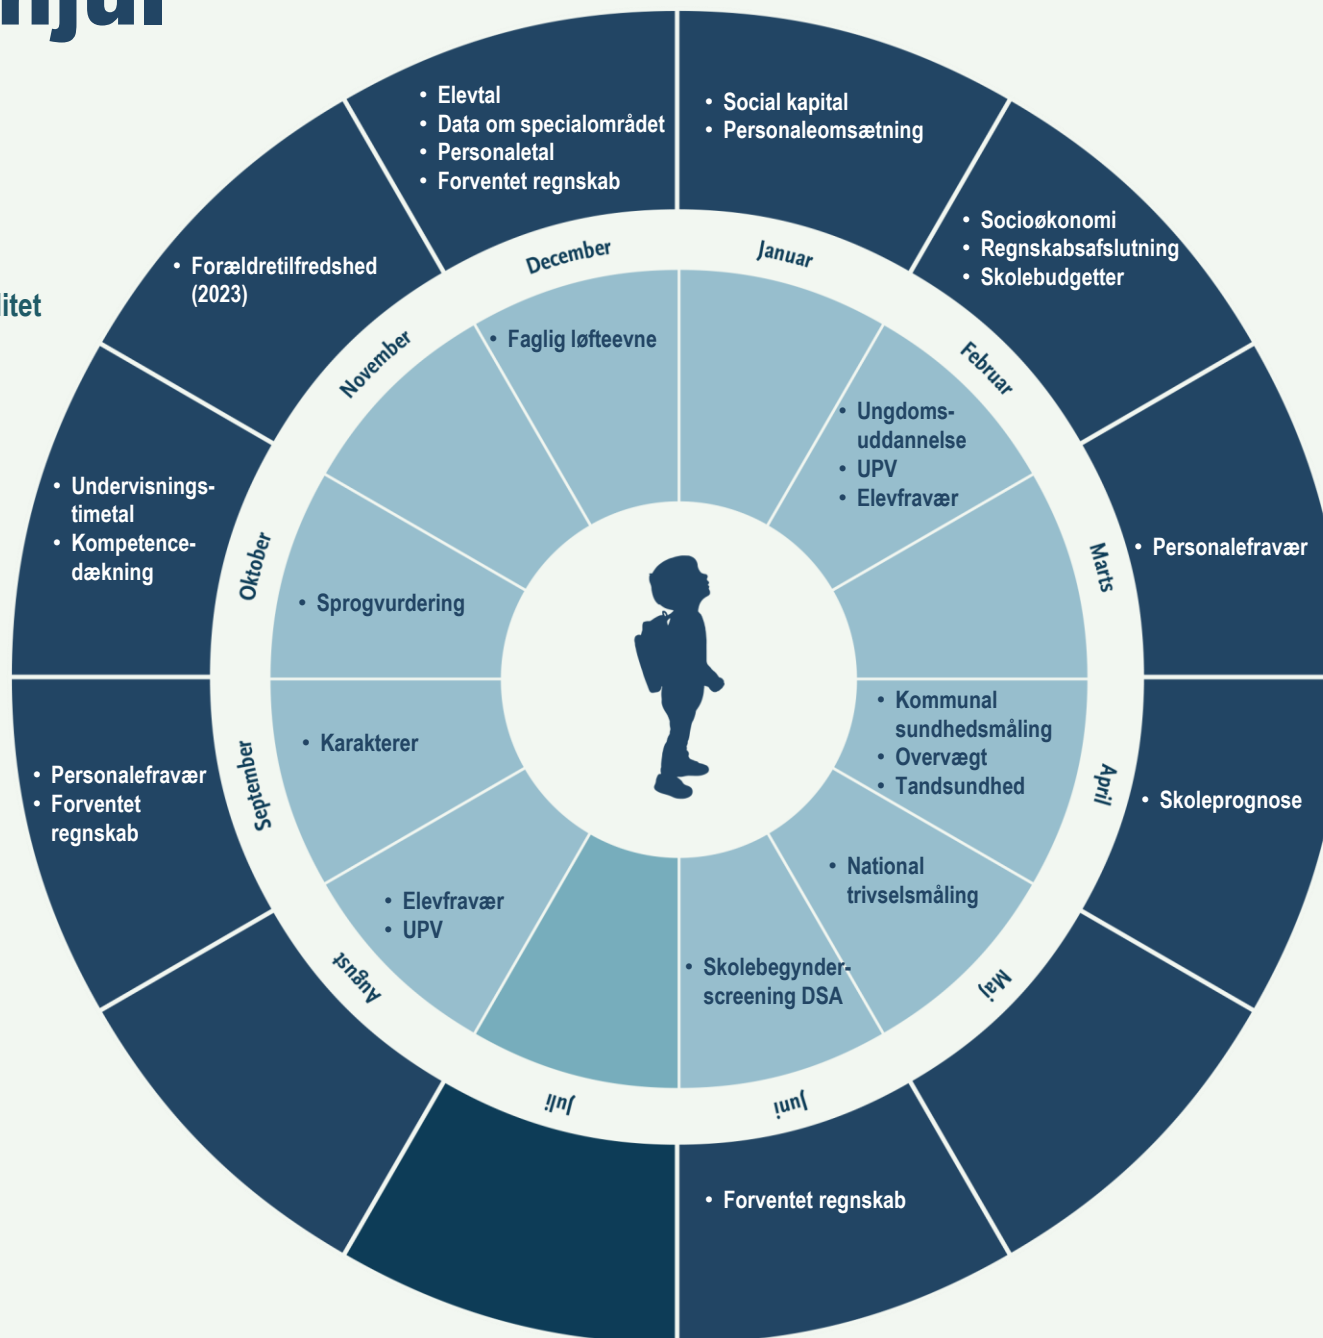 • Elevtal
• Data om specialområdet
• Personaletal
• Forventet regnskab
• Social kapital
• Personaleomsætning
• Socioøkonomi
• Regnskabsafslutning
• Skolebudgetter
• Personalefravær
• Skoleprognose
• Forventet regnskab
• Personalefravær
• Forventet
regnskab
• Undervisnings-
timetal
• Kompetence-
dækning
• Forældretilfredshed
(2023)
Januar
Februar
Marts
April
Maj
Juni
Juli
August
September
Oktober
November
December
• Ungdoms-
uddannelse
• UPV
• Elevfravær
• Kommunal
sundhedsmåling
• Overvægt
• Tandsundhed
• National
trivselsmåling
• Skolebegynder-
screening DSA
• Elevfravær
• UPV
• Karakterer
• Sprogvurdering
• Faglig løfteevne